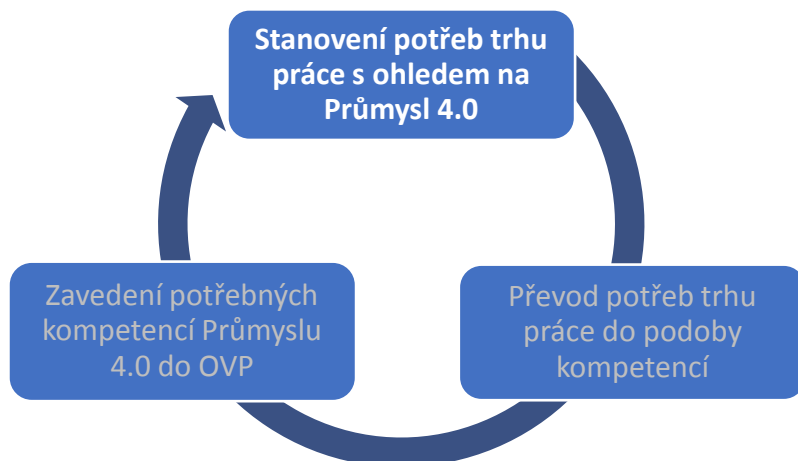 Stanovení potřeb trhu
práce s ohledem na
Průmysl 4.0
Zavedení potřebných
kompetencí Průmyslu
4.0 do OVP
Převod potřeb trhu
práce do podoby
kompetencí